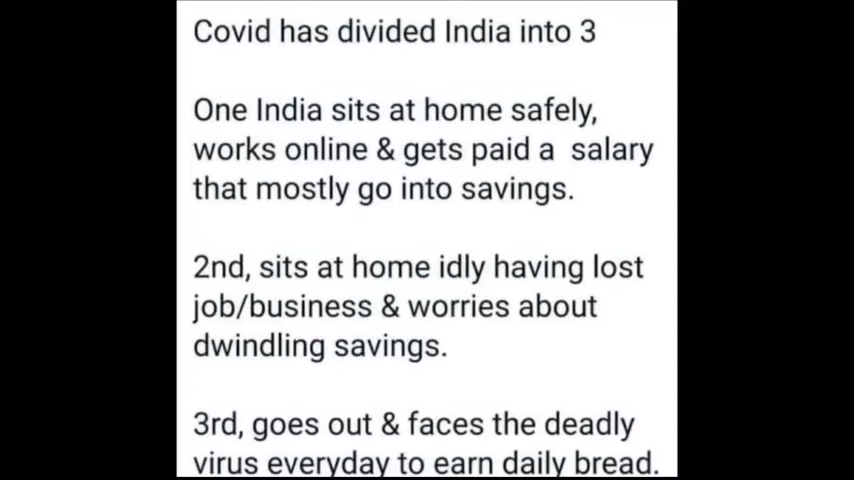 Covid has divided India into 3
One India sits at home safely,
works online & gets paid a salary
that mostly go into savings.
2nd, sits at home idly having lost
job/business & worries about
dwindling savings.
3rd, goes out & faces the deadly
virus everyday to earn daily bread.